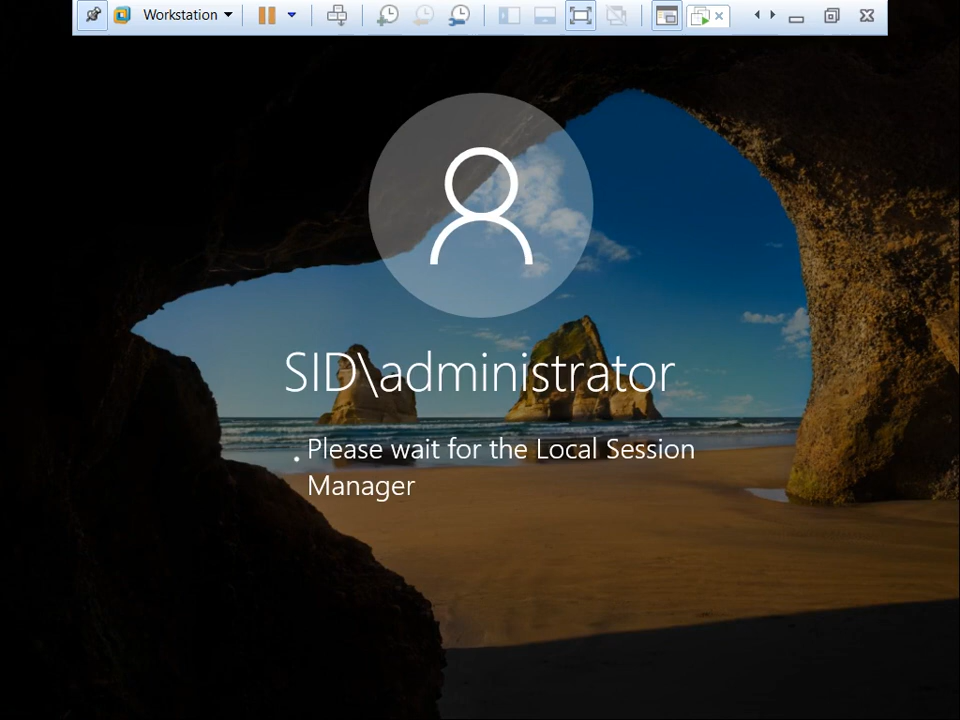 Workstation
SID\administrator
Please wait for the Local Session
Manager